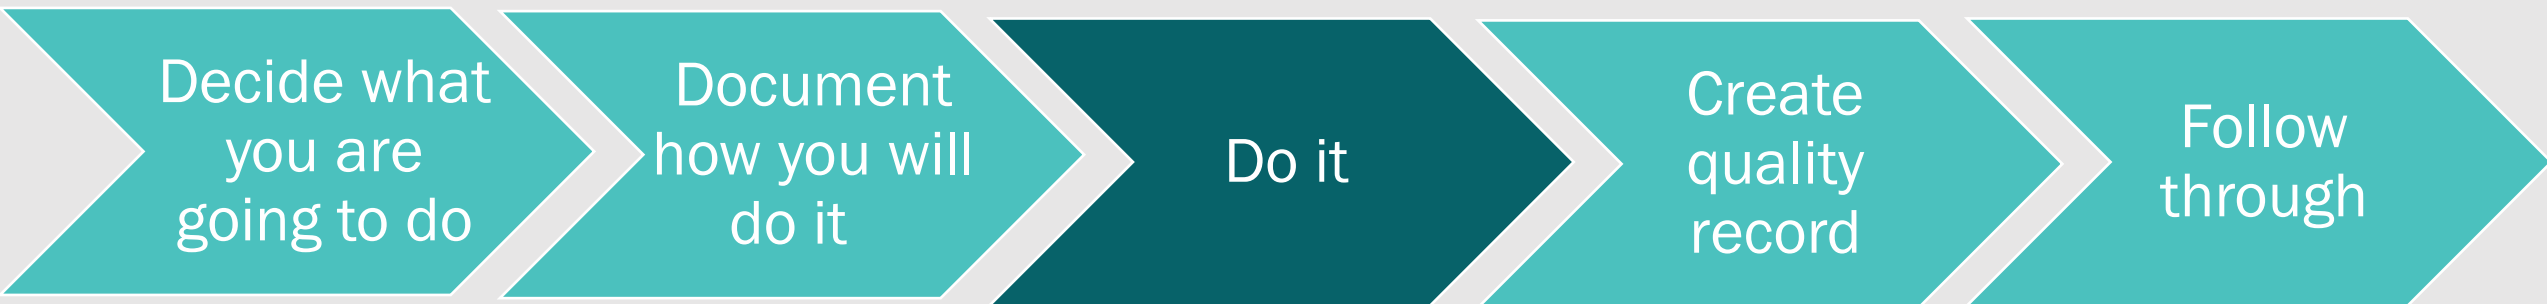 Decide what
you are
going to do
Document
how you will
do it
Do it
Create
quality
record
Follow
through